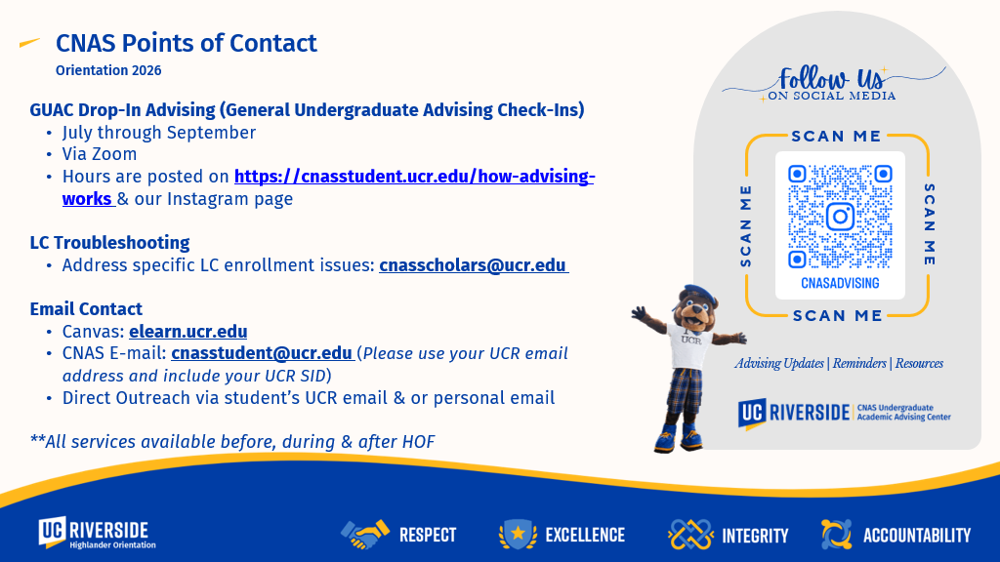 CNAS Points of Contact
Orientation 2026
GUAC Drop-In Advising (General Undergraduate Advising Check-Ins)
• July through September
• Via Zoom
• Hours are posted on https://cnasstudent.ucr.edu/how-advising-
works & our Instagram page
LC Troubleshooting
• Address specific LC enrollment issues: cnasscholars@ucr.edu
Email Contact
• Canvas: elearn.ucr.edu
• CNAS E-mail: cnasstudent@ucr.edu (Please use your UCR email
address and include your UCR SID)
• Direct Outreach via student’s UCR email & or personal email
**All services available before, during & after HOF
Follow Us
ON SOCIAL MEDIA
SCAN ME
SCAN ME
SCAN ME
CNASADVISING
SCAN ME
UCR
Advising Updates | Reminders | Resources
UC RIVERSIDE
CNAS Undergraduate
Academic Advising Center
UC RIVERSIDE
Highlander Orientation
RESPECT
EXCELLENCE
INTEGRITY
ACCOUNTABILITY